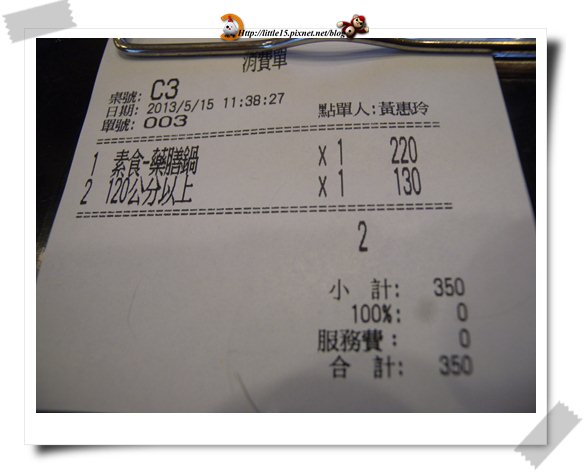 Http://little15.pixnet.net/blog
消費單
桌號: C3
日期: 2013/5/15 11:38:27
單號: 003
點單人:黃惠玲
1 素食-藥膳鍋 x 1 220
2 120公分以上 x 1 130
2
小 計: 350
100%: 0
服務費: 0
合 計: 350